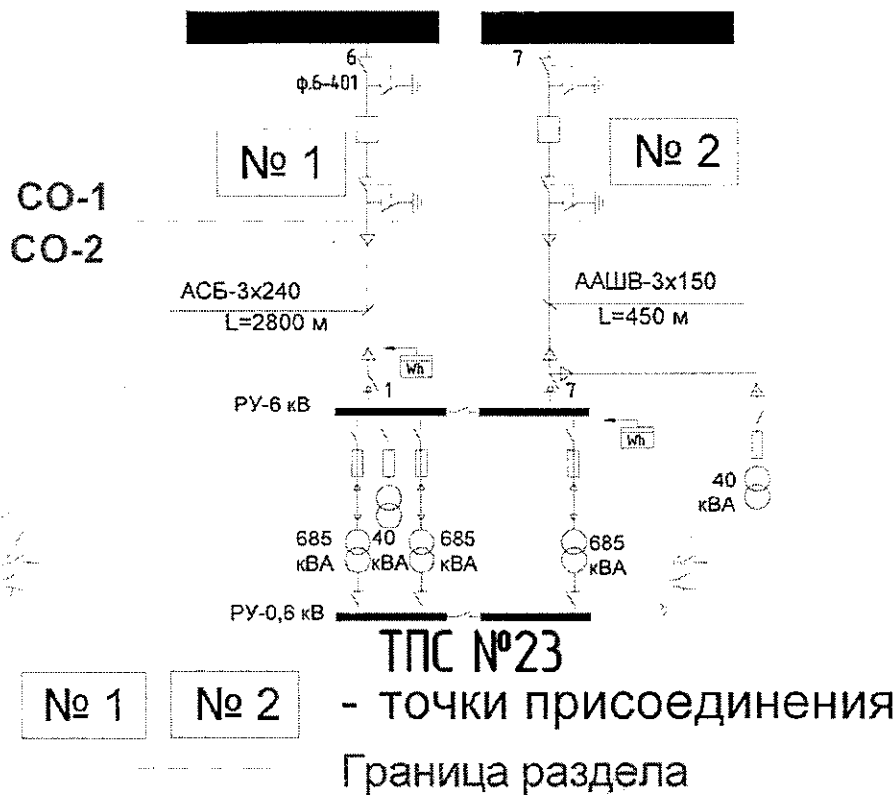 6
7
ф.6-401
№ 1
№ 2
СО-1
СО-2
АСБ-3х240
L=2800 м
ААШВ-3х150
L=450 м
Wh
1
7
РУ-6 кВ
Wh
40
кВА
685
кВА
40
кВА
685
кВА
685
кВА
РУ-0,6 кВ
ТПС №23
№ 1
№ 2
- точки присоединения
Граница раздела